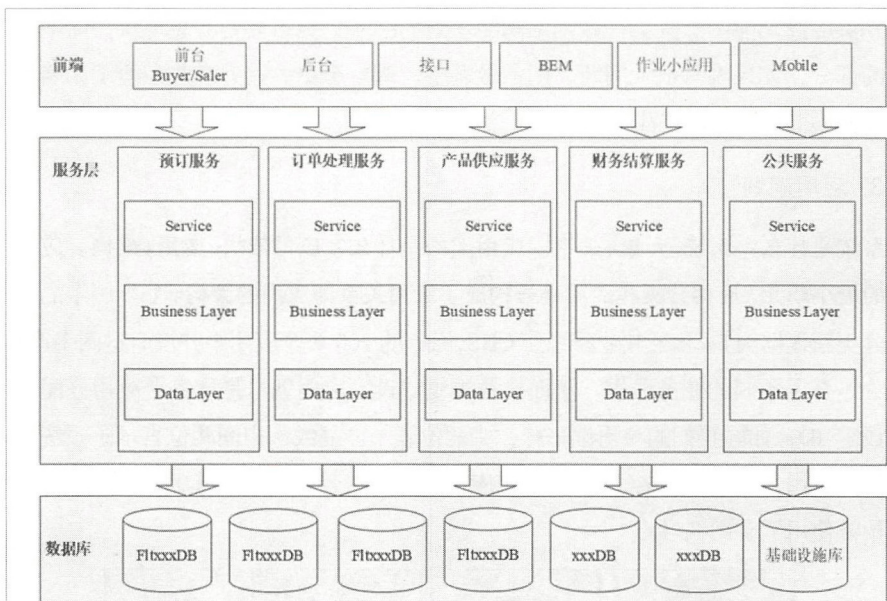 前端
前台
Buyer/Saler
后台
接口
BEM
作业小应用
Mobile
服务层
预订服务
订单处理服务
产品供应服务
财务结算服务
公共服务
Service
Service
Service
Service
Service
Business Layer
Business Layer
Business Layer
Business Layer
Business Layer
Data Layer
Data Layer
Data Layer
Data Layer
Data Layer
数据库
FltxxxDB
FltxxxDB
FltxxxDB
FltxxxDB
xxxDB
xxxDB
基础设施库